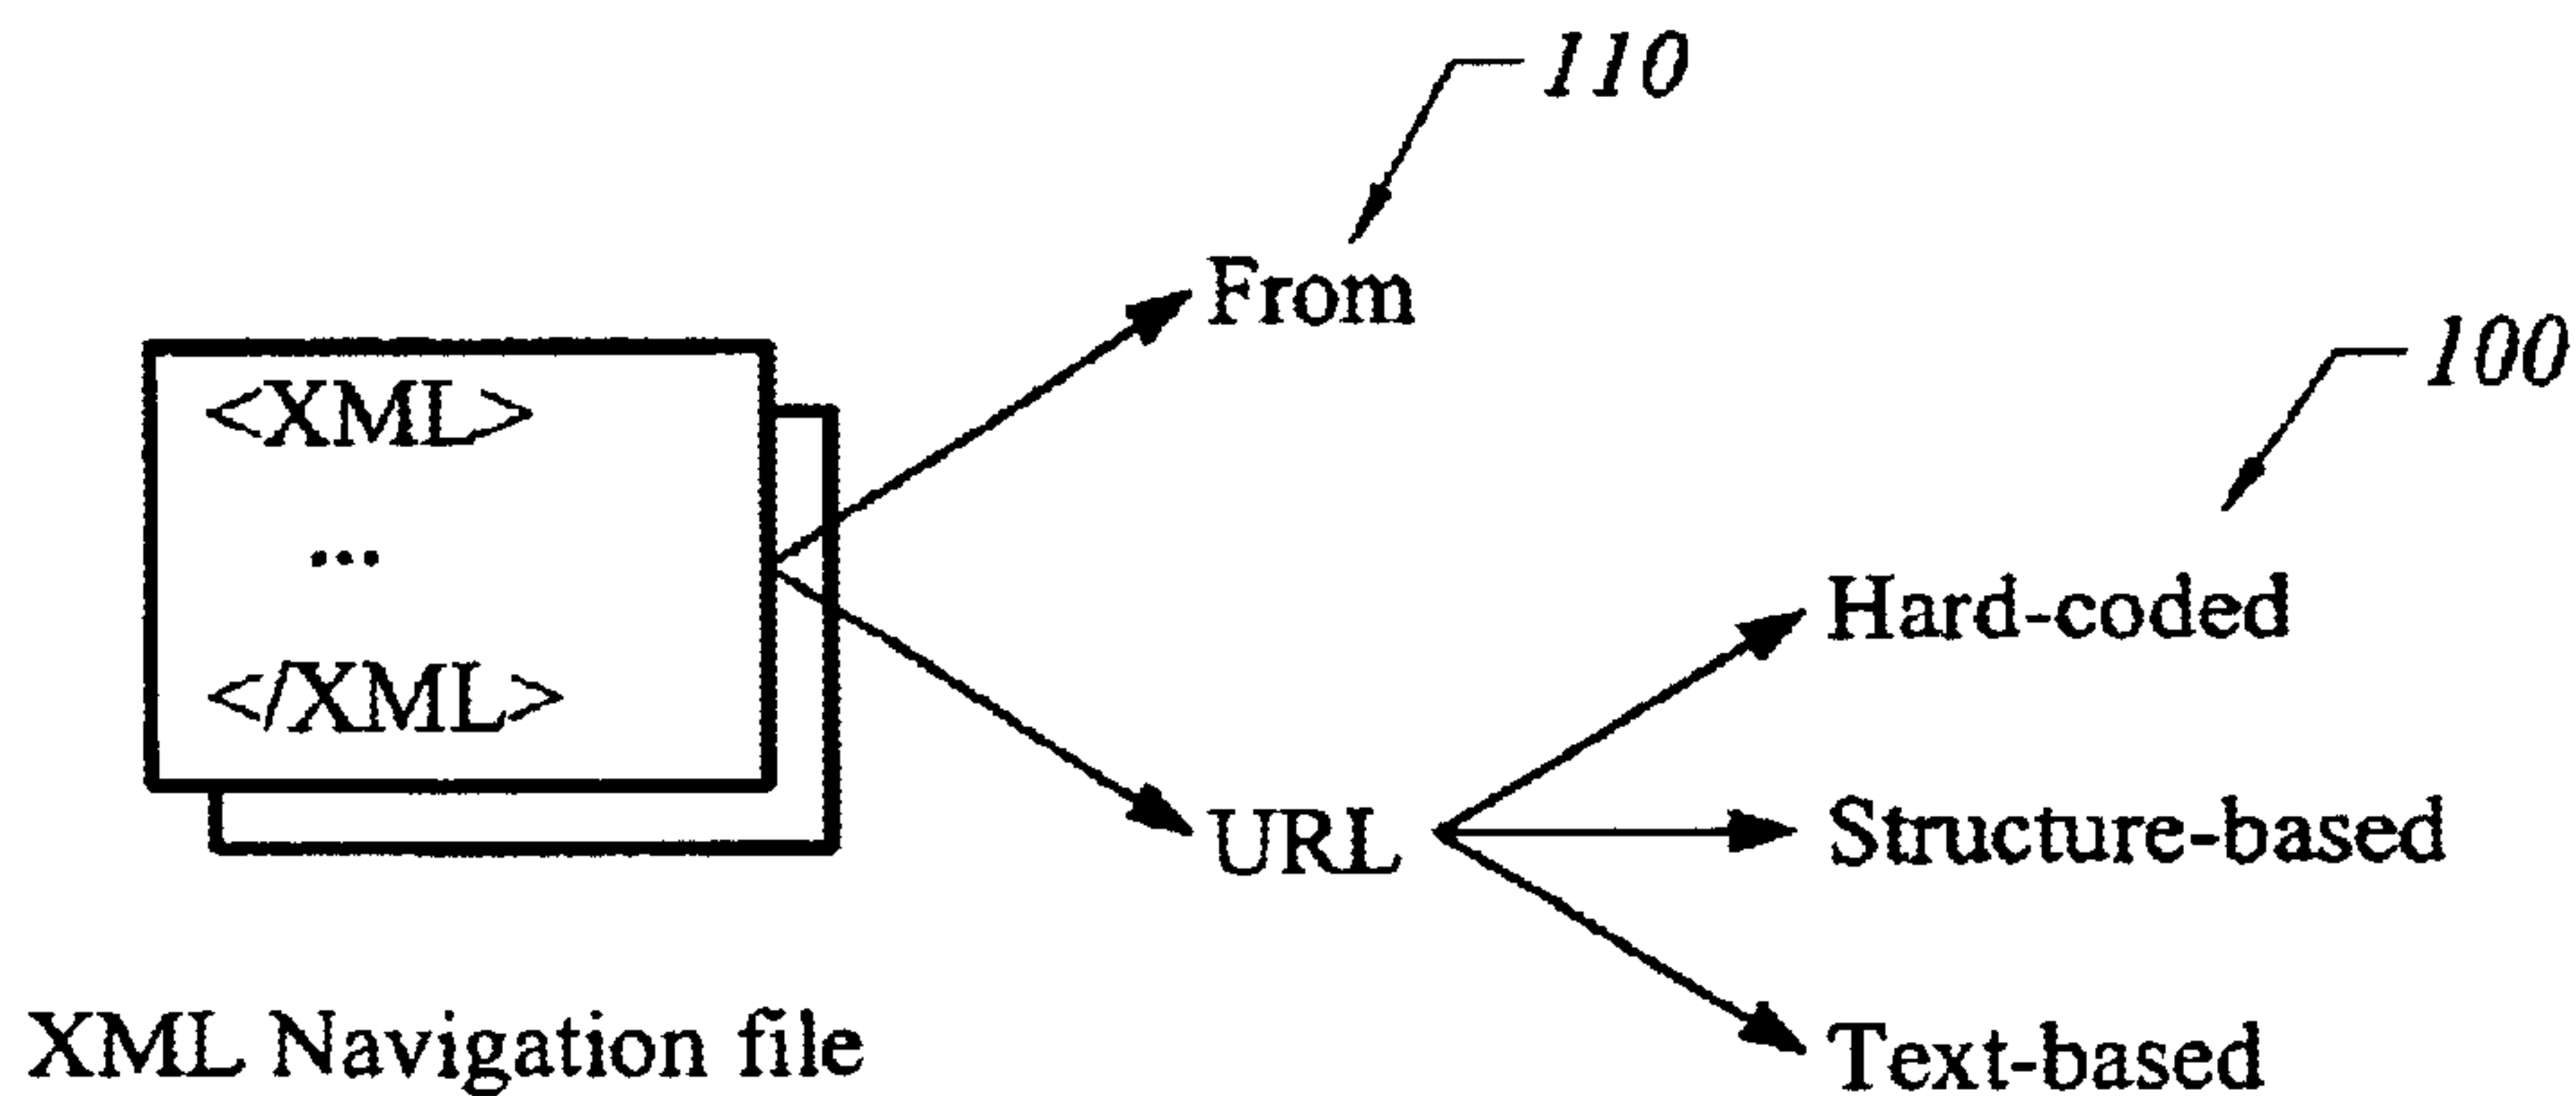 110
From
100
<XML>
...
</XML>
Hard-coded
URL
Structure-based
Text-based
XML Navigation file